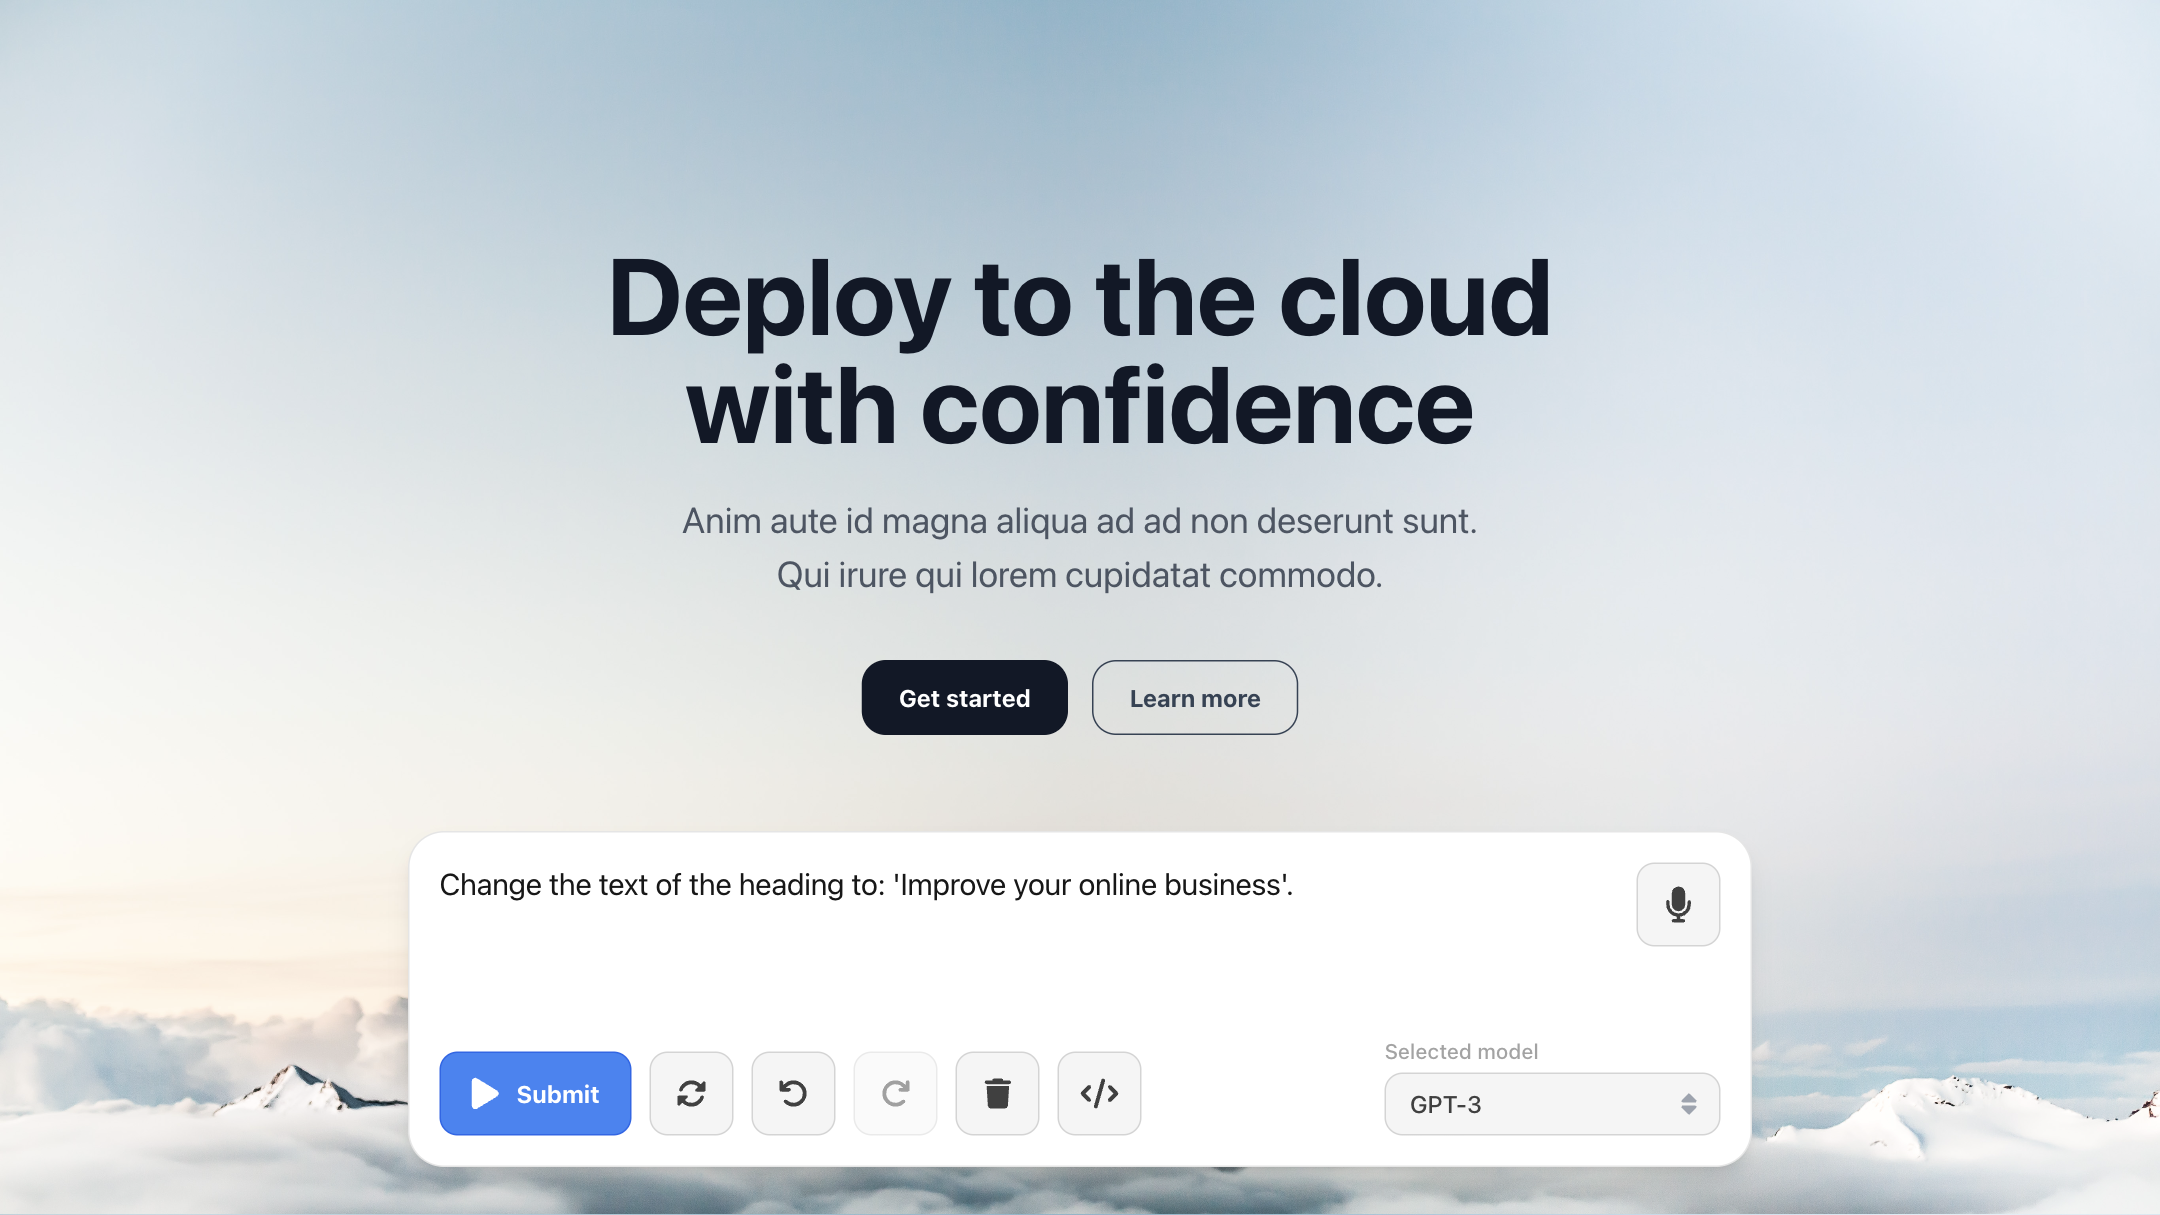 Deploy to the cloud
with confidence
Anim aute id magna aliqua ad ad non deserunt sunt.
Qui irure qui lorem cupidatat commodo.
Get started
Learn more
Change the text of the heading to: 'Improve your online business'.
Submit
Selected model
GPT-3